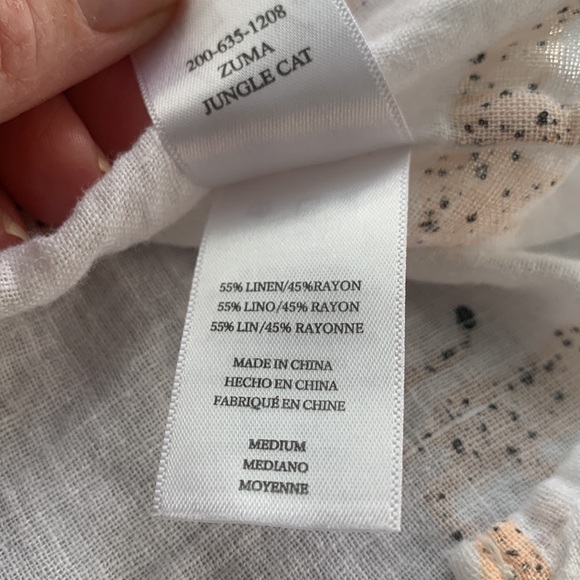 200-635-1208
ZUMA
JUNGLE CAT
55% LINEN/45%RAYON
55% LINO/45% RAYON
55% LIN/45% RAYONNE
MADE IN CHINA
HECHO EN CHINA
FABRIQUÉ EN CHINE
MEDIUM
MEDIANO
MOYENNE